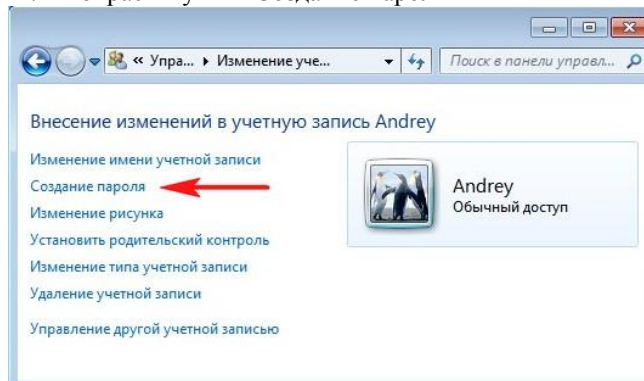 « Упра... ▸ Изменение уче...
Поиск в панели управл...
Внесение изменений в учетную запись Andrey
Изменение имени учетной записи
Создание пароля
Изменение рисунка
Установить родительский контроль
Изменение типа учетной записи
Удаление учетной записи
Управление другой учетной записью
Andrey
Обычный доступ